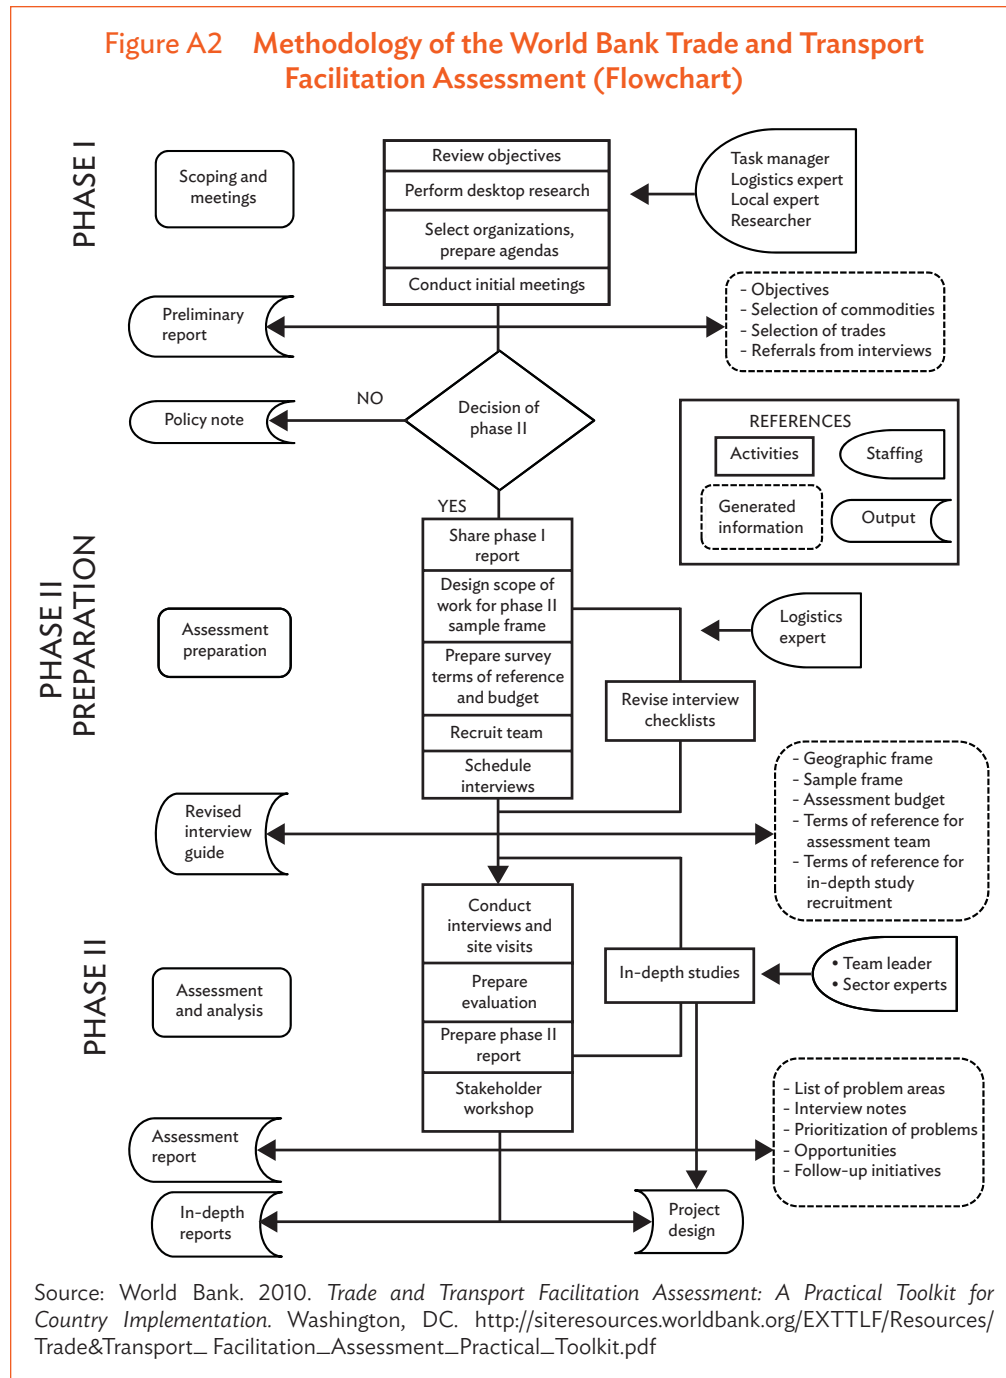 Figure A2 Methodology of the World Bank Trade and Transport
Facilitation Assessment (Flowchart)
PHASE I
Scoping and
meetings
Review objectives
Perform desktop research
Select organizations,
prepare agendas
Conduct initial meetings
Task manager
Logistics expert
Local expert
Researcher
Preliminary
report
- Objectives
- Selection of commodities
- Selection of trades
- Referrals from interviews
Policy note
NO
Decision of
phase II
YES
REFERENCES
Activities
Staffing
Generated
information
Output
PHASE II
PREPARATION
Assessment
preparation
Share phase I
report
Design scope of
work for phase II
sample frame
Prepare survey
terms of reference
and budget
Recruit team
Schedule
interviews
Logistics
expert
Revise interview
checklists
Revised
interview
guide
- Geographic frame
- Sample frame
- Assessment budget
- Terms of reference for
assessment team
- Terms of reference for
in-depth study
recruitment
PHASE II
Assessment
and analysis
Conduct
interviews and
site visits
Prepare
evaluation
Prepare phase II
report
Stakeholder
workshop
In-depth studies
• Team leader
• Sector experts
Assessment
report
- List of problem areas
- Interview notes
- Prioritization of problems
- Opportunities
- Follow-up initiatives
In-depth
reports
Project
design
Source: World Bank. 2010. Trade and Transport Facilitation Assessment: A Practical Toolkit for
Country Implementation. Washington, DC. http://siteresources.worldbank.org/EXTTLF/Resources/
Trade&Transport_ Facilitation_Assessment_Practical_Toolkit.pdf